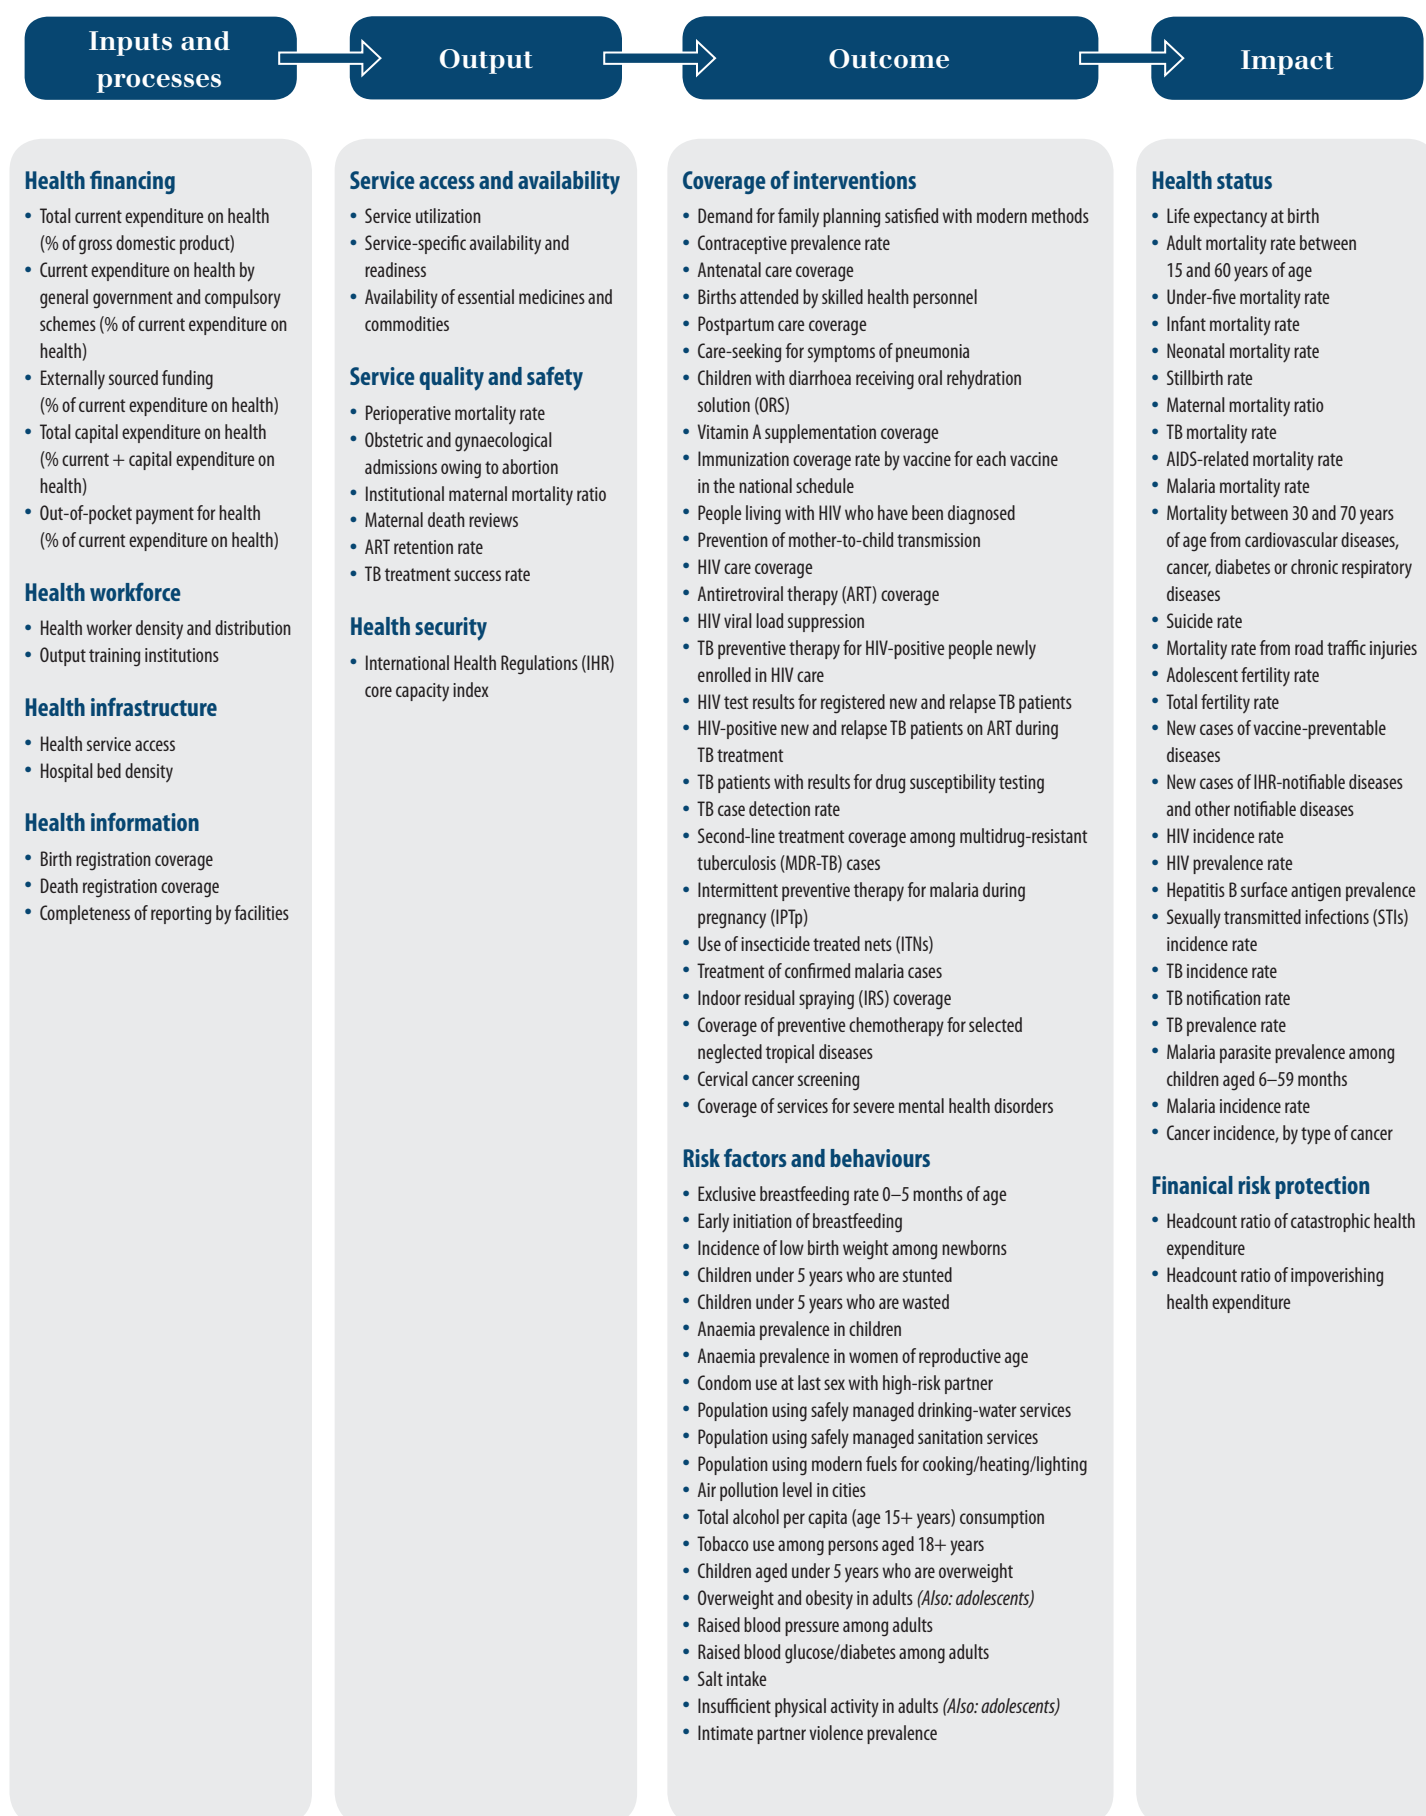 Inputs and
processes
Output
Outcome
Impact
Health financing
• Total current expenditure on health
(% of gross domestic product)
• Current expenditure on health by
general government and compulsory
schemes (% of current expenditure on
health)
• Externally sourced funding
(% of current expenditure on health)
• Total capital expenditure on health
(% current + capital expenditure on
health)
• Out-of-pocket payment for health
(% of current expenditure on health)
Health workforce
• Health worker density and distribution
• Output training institutions
Health infrastructure
• Health service access
• Hospital bed density
Health information
• Birth registration coverage
• Death registration coverage
• Completeness of reporting by facilities
Service access and availability
• Service utilization
• Service-specific availability and
readiness
• Availability of essential medicines and
commodities
Service quality and safety
• Perioperative mortality rate
• Obstetric and gynaecological
admissions owing to abortion
• Institutional maternal mortality ratio
• Maternal death reviews
• ART retention rate
• TB treatment success rate
Health security
• International Health Regulations (IHR)
core capacity index
Coverage of interventions
• Demand for family planning satisfied with modern methods
• Contraceptive prevalence rate
• Antenatal care coverage
• Births attended by skilled health personnel
• Postpartum care coverage
• Care-seeking for symptoms of pneumonia
• Children with diarrhoea receiving oral rehydration
solution (ORS)
• Vitamin A supplementation coverage
• Immunization coverage rate by vaccine for each vaccine
in the national schedule
• People living with HIV who have been diagnosed
• Prevention of mother-to-child transmission
• HIV care coverage
• Antiretroviral therapy (ART) coverage
• HIV viral load suppression
• TB preventive therapy for HIV-positive people newly
enrolled in HIV care
• HIV test results for registered new and relapse TB patients
• HIV-positive new and relapse TB patients on ART during
TB treatment
• TB patients with results for drug susceptibility testing
• TB case detection rate
• Second-line treatment coverage among multidrug-resistant
tuberculosis (MDR-TB) cases
• Intermittent preventive therapy for malaria during
pregnancy (IPTp)
• Use of insecticide treated nets (ITNs)
• Treatment of confirmed malaria cases
• Indoor residual spraying (IRS) coverage
• Coverage of preventive chemotherapy for selected
neglected tropical diseases
• Cervical cancer screening
• Coverage of services for severe mental health disorders
Risk factors and behaviours
• Exclusive breastfeeding rate 0–5 months of age
• Early initiation of breastfeeding
• Incidence of low birth weight among newborns
• Children under 5 years who are stunted
• Children under 5 years who are wasted
• Anaemia prevalence in children
• Anaemia prevalence in women of reproductive age
• Condom use at last sex with high-risk partner
• Population using safely managed drinking-water services
• Population using safely managed sanitation services
• Population using modern fuels for cooking/heating/lighting
• Air pollution level in cities
• Total alcohol per capita (age 15+ years) consumption
• Tobacco use among persons aged 18+ years
• Children aged under 5 years who are overweight
• Overweight and obesity in adults (Also: adolescents)
• Raised blood pressure among adults
• Raised blood glucose/diabetes among adults
• Salt intake
• Insufficient physical activity in adults (Also: adolescents)
• Intimate partner violence prevalence
Health status
• Life expectancy at birth
• Adult mortality rate between
15 and 60 years of age
• Under-five mortality rate
• Infant mortality rate
• Neonatal mortality rate
• Stillbirth rate
• Maternal mortality ratio
• TB mortality rate
• AIDS-related mortality rate
• Malaria mortality rate
• Mortality between 30 and 70 years
of age from cardiovascular diseases,
cancer, diabetes or chronic respiratory
diseases
• Suicide rate
• Mortality rate from road traffic injuries
• Adolescent fertility rate
• Total fertility rate
• New cases of vaccine-preventable
diseases
• New cases of IHR-notifiable diseases
and other notifiable diseases
• HIV incidence rate
• HIV prevalence rate
• Hepatitis B surface antigen prevalence
• Sexually transmitted infections (STIs)
incidence rate
• TB incidence rate
• TB notification rate
• TB prevalence rate
• Malaria parasite prevalence among
children aged 6–59 months
• Malaria incidence rate
• Cancer incidence, by type of cancer
Finanical risk protection
• Headcount ratio of catastrophic health
expenditure
• Headcount ratio of impoverishing
health expenditure